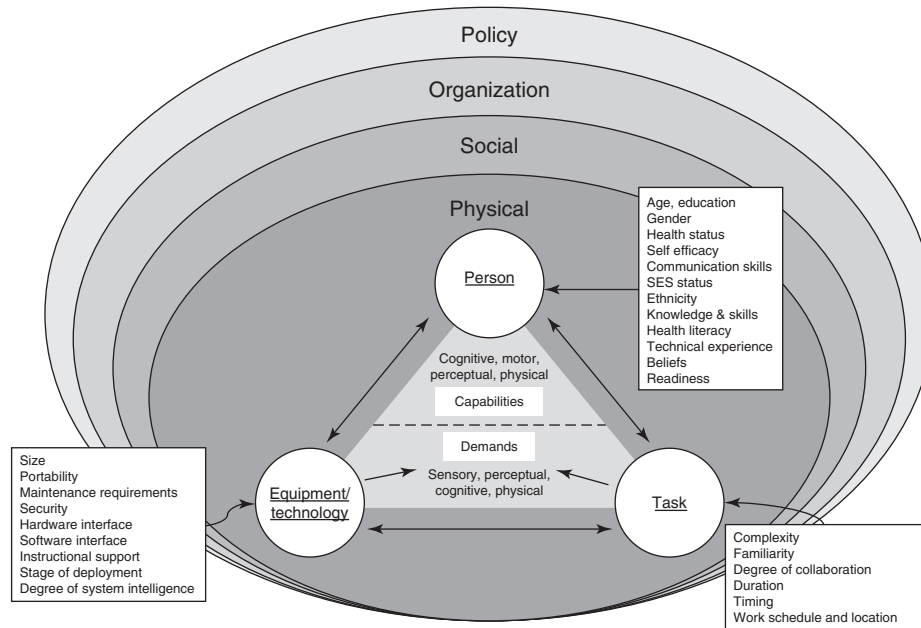 Policy
Organization
Social
Physical
Person
Age, education
Gender
Health status
Self efficacy
Communication skills
SES status
Ethnicity
Knowledge & skills
Health literacy
Technical experience
Beliefs
Readiness
Cognitive, motor,
perceptual, physical
Capabilities
Demands
Sensory, perceptual,
cognitive, physical
Size
Portability
Maintenance requirements
Security
Hardware interface
Software interface
Instructional support
Stage of deployment
Degree of system intelligence
Equipment/
technology
Task
Complexity
Familiarity
Degree of collaboration
Duration
Timing
Work schedule and location